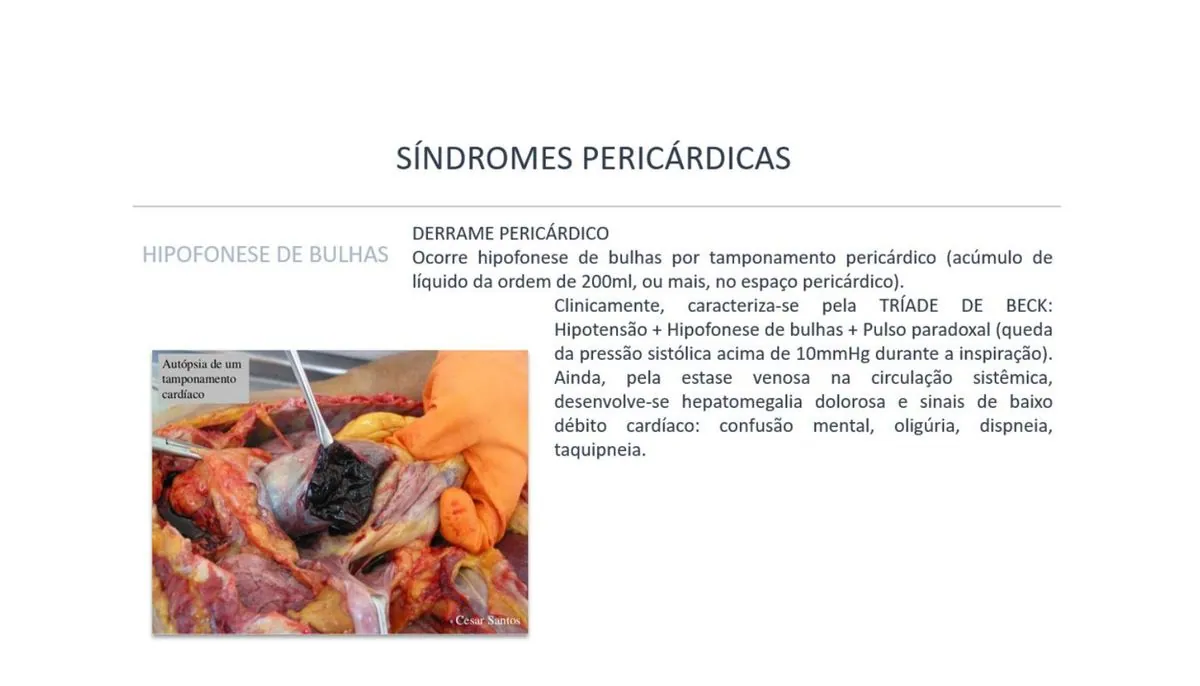 SÍNDROMES PERICÁRDICAS
HIPOFONESE DE BULHAS
DERRAME PERICÁRDICO
Ocorre hipofonese de bulhas por tamponamento pericárdico (acúmulo de
líquido da ordem de 200ml, ou mais, no espaço pericárdico).
Clinicamente, caracteriza-se pela TRÍADE DE BECK:
Hipotensão + Hipofonese de bulhas + Pulso paradoxal (queda
da pressão sistólica acima de 10mmHg durante a inspiração).
Ainda, pela estase venosa na circulação sistêmica,
desenvolve-se hepatomegalia dolorosa e sinais de baixo
débito cardíaco: confusão mental, oligúria, dispneia,
taquipneia.
Autópsia de um
tamponamento
cardíaco
César Santos